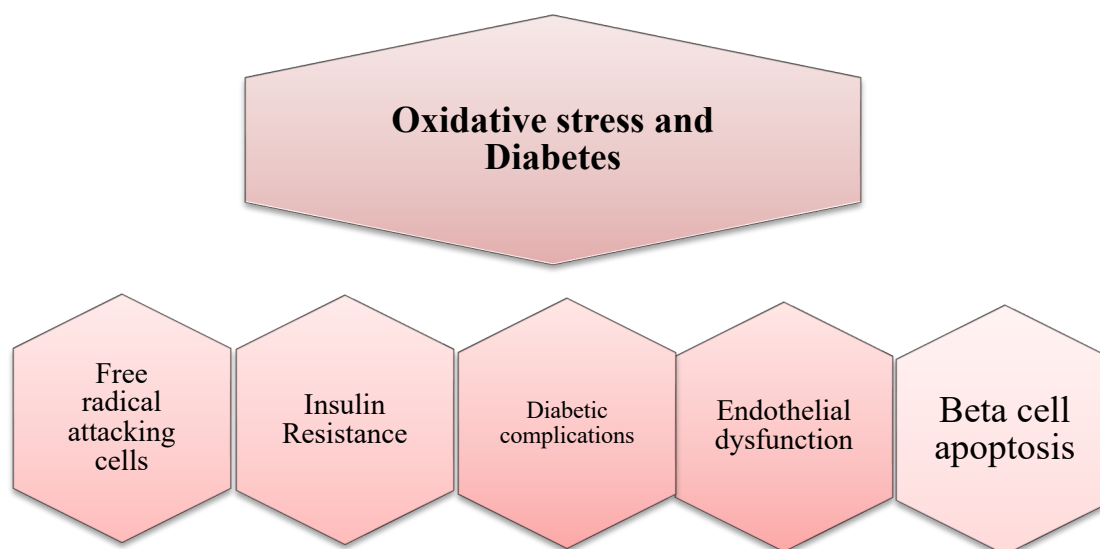 Oxidative stress and
Diabetes
Free
radical
attacking
cells
Insulin
Resistance
Diabetic
complications
Endothelial
dysfunction
Beta cell
apoptosis